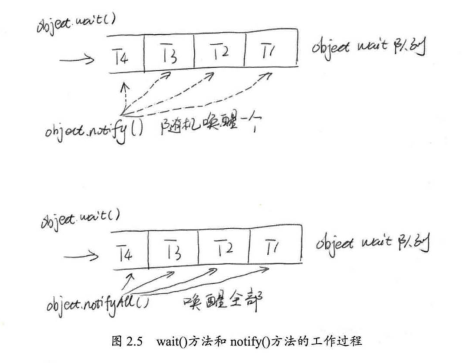 object.wait()
T4 T3 T2 T1 object wait 队列
object.notify() 随机唤醒一个
object.wait()
T4 T3 T2 T1 object wait 队列
object.notifyAll() 唤醒全部
图 2.5 wait()方法和 notify()方法的工作过程